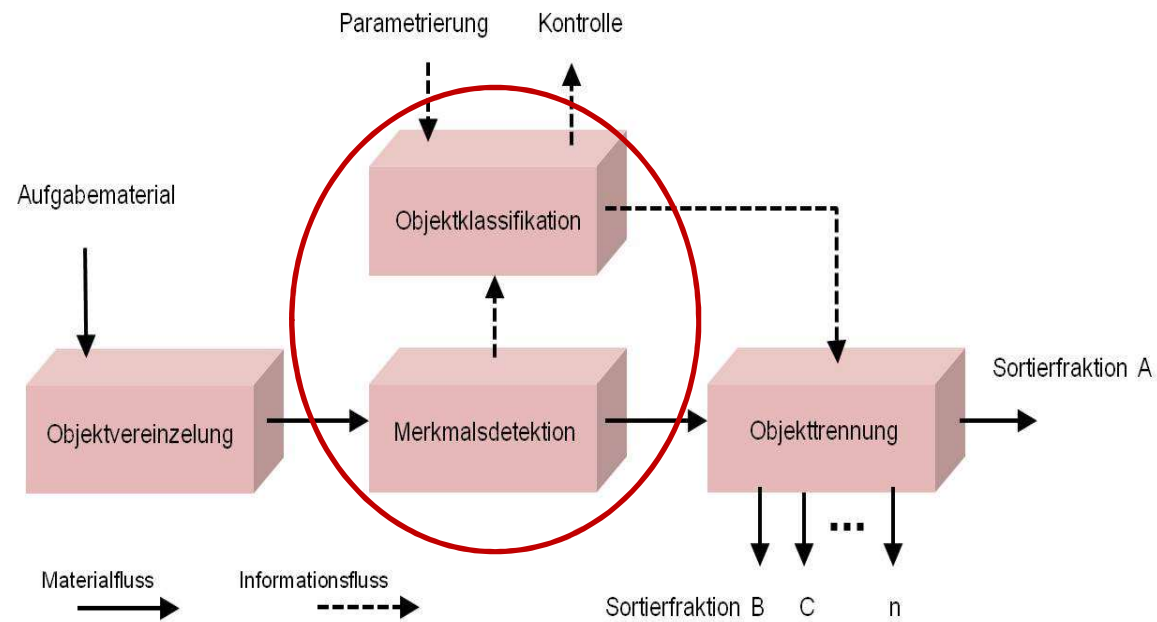 Parametrierung
Kontrolle
Aufgabematerial
Objektklassifikation
Sortierfraktion A
Objektvereinzelung
Merkmalsdetektion
Objekttrennung
...
Materialfluss
Informationsfluss
Sortierfraktion B C n